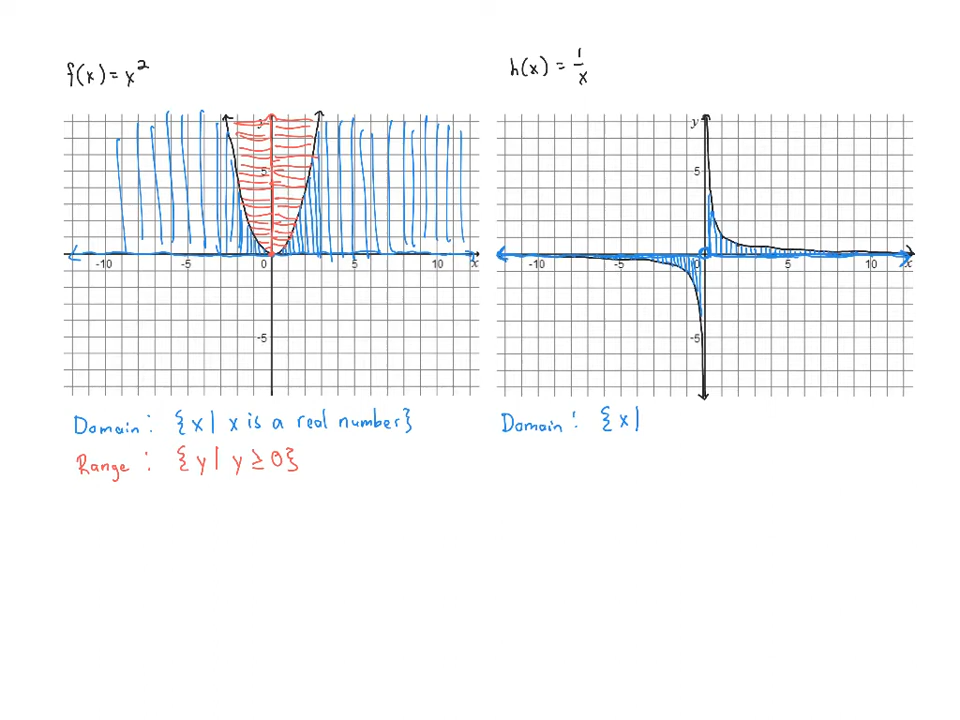 f(x) = x²
h(x) = 1/x
y
5
-10 -5 0 5 10 x
-5
y
5
-10 -5 0 5 10 x
-5
Domain : {x| x is a real number}
Range : {y| y ≥ 0}
Domain : {x|